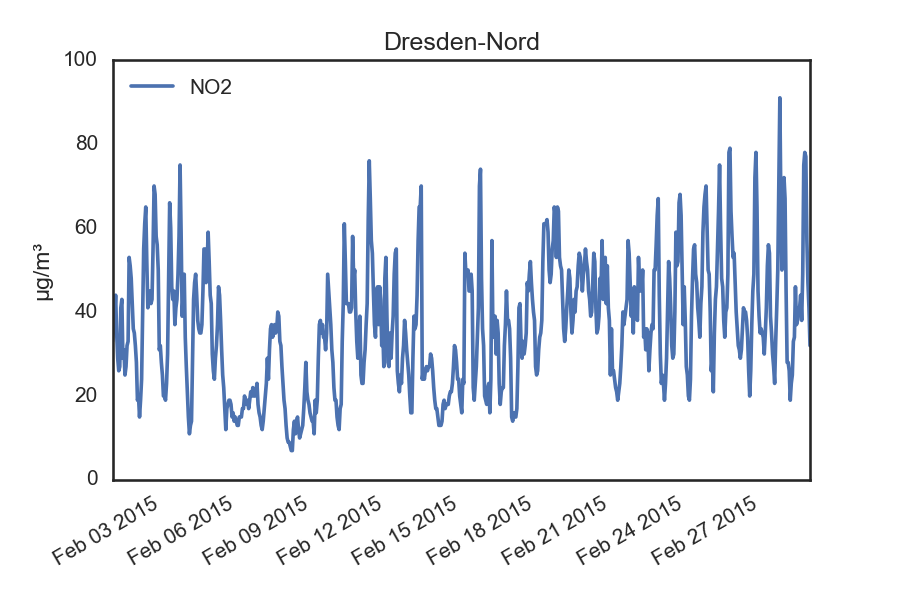 Dresden-Nord
100
NO2
80
60
µg/m³
40
20
0
Feb 03 2015
Feb 06 2015
Feb 09 2015
Feb 12 2015
Feb 15 2015
Feb 18 2015
Feb 21 2015
Feb 24 2015
Feb 27 2015